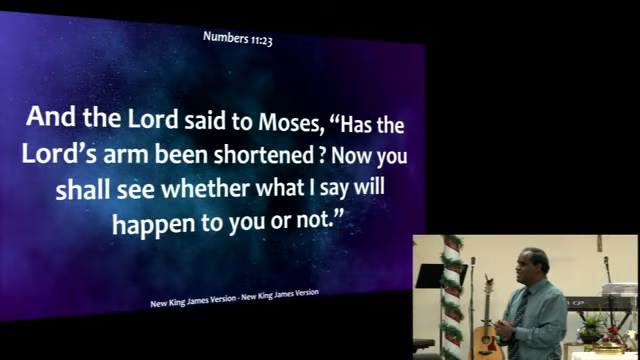 Numbers 11:23
And the Lord said to Moses, “Has the
Lord’s arm been shortened ? Now you
shall see whether what I say will
happen to you or not.”
New King James Version - New King James Version